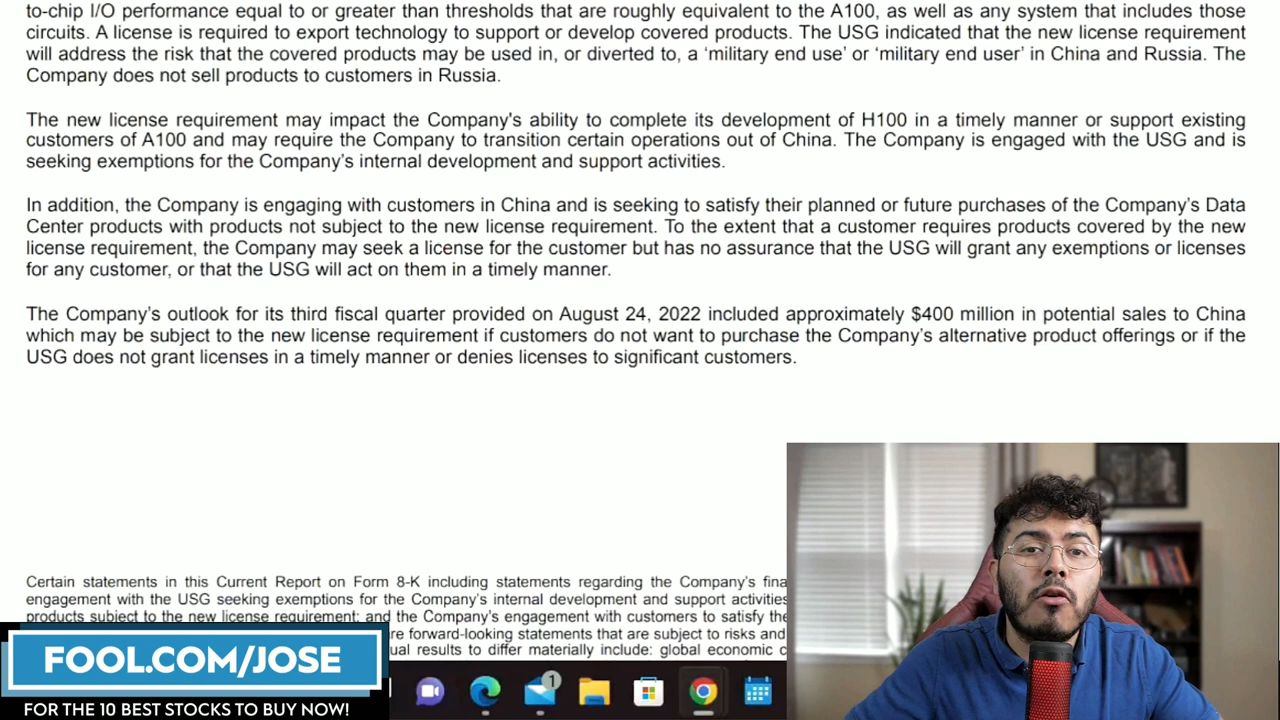 to-chip I/O performance equal to or greater than thresholds that are roughly equivalent to the A100, as well as any system that includes those
circuits. A license is required to export technology to support or develop covered products. The USG indicated that the new license requirement
will address the risk that the covered products may be used in, or diverted to, a ‘military end use’ or ‘military end user’ in China and Russia. The
Company does not sell products to customers in Russia.
The new license requirement may impact the Company's ability to complete its development of H100 in a timely manner or support existing
customers of A100 and may require the Company to transition certain operations out of China. The Company is engaged with the USG and is
seeking exemptions for the Company’s internal development and support activities.
In addition, the Company is engaging with customers in China and is seeking to satisfy their planned or future purchases of the Company’s Data
Center products with products not subject to the new license requirement. To the extent that a customer requires products covered by the new
license requirement, the Company may seek a license for the customer but has no assurance that the USG will grant any exemptions or licenses
for any customer, or that the USG will act on them in a timely manner.
The Company’s outlook for its third fiscal quarter provided on August 24, 2022 included approximately $400 million in potential sales to China
which may be subject to the new license requirement if customers do not want to purchase the Company’s alternative product offerings or if the
USG does not grant licenses in a timely manner or denies licenses to significant customers.
Certain statements in this Current Report on Form 8-K including statements regarding the Company’s fina
engagement with the USG seeking exemptions for the Company’s internal development and support activities
products subject to the new license requirement; and the Company’s engagement with customers to satisfy the
re forward-looking statements that are subject to risks and
ual results to differ materially include: global economic c
FOOL.COM/JOSE
FOR THE 10 BEST STOCKS TO BUY NOW!
1